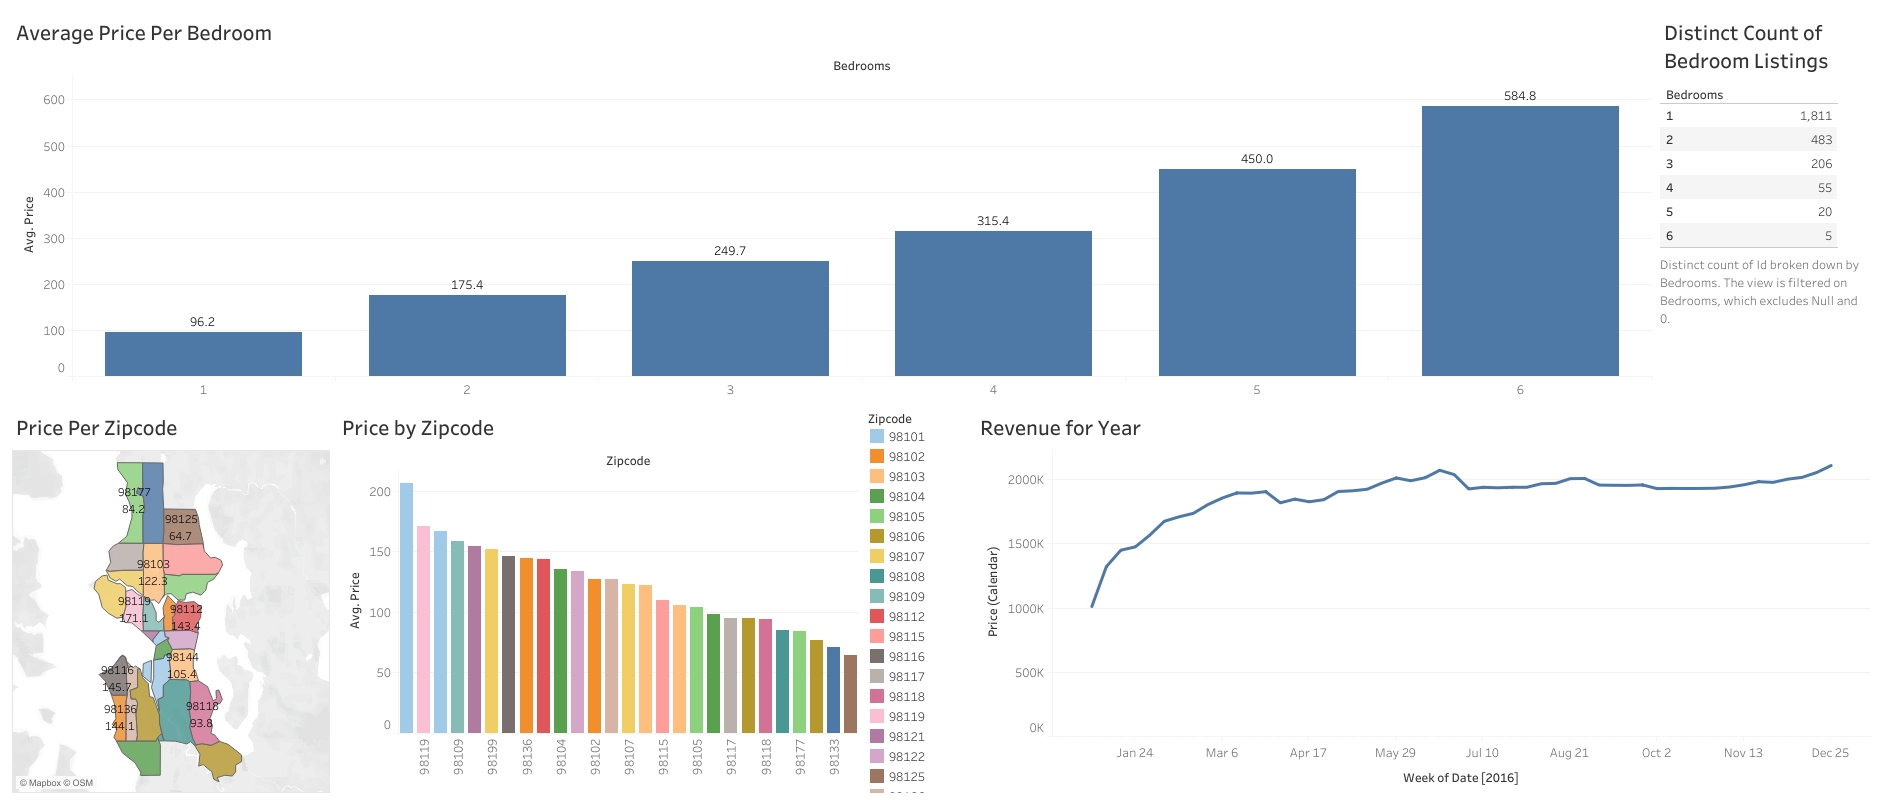 Average Price Per Bedroom
Bedrooms
Avg. Price
600
500
400
300
200
100
0
96.2
175.4
249.7
315.4
450.0
584.8
1
2
3
4
5
6
Distinct Count of
Bedroom Listings
Bedrooms
1 1,811
2 483
3 206
4 55
5 20
6 5
Distinct count of Id broken down by
Bedrooms. The view is filtered on
Bedrooms, which excludes Null and
0.
Price Per Zipcode
84.2
98125
64.7
98103
122.3
98119
171.1
98112
143.4
98144
105.4
98116
145.7
98136
144.1
98118
93.8
© Mapbox © OSM
Price by Zipcode
Zipcode
Avg. Price
200
150
100
50
0
98119
98109
98199
98136
98104
98102
98107
98115
98105
98117
98118
98177
98133
Zipcode
98101
98102
98103
98104
98105
98106
98107
98108
98109
98112
98115
98116
98117
98118
98119
98121
98122
98125
Revenue for Year
Price (Calendar)
2000K
1500K
1000K
500K
0K
Jan 24
Mar 6
Apr 17
May 29
Jul 10
Aug 21
Oct 2
Nov 13
Dec 25
Week of Date [2016]